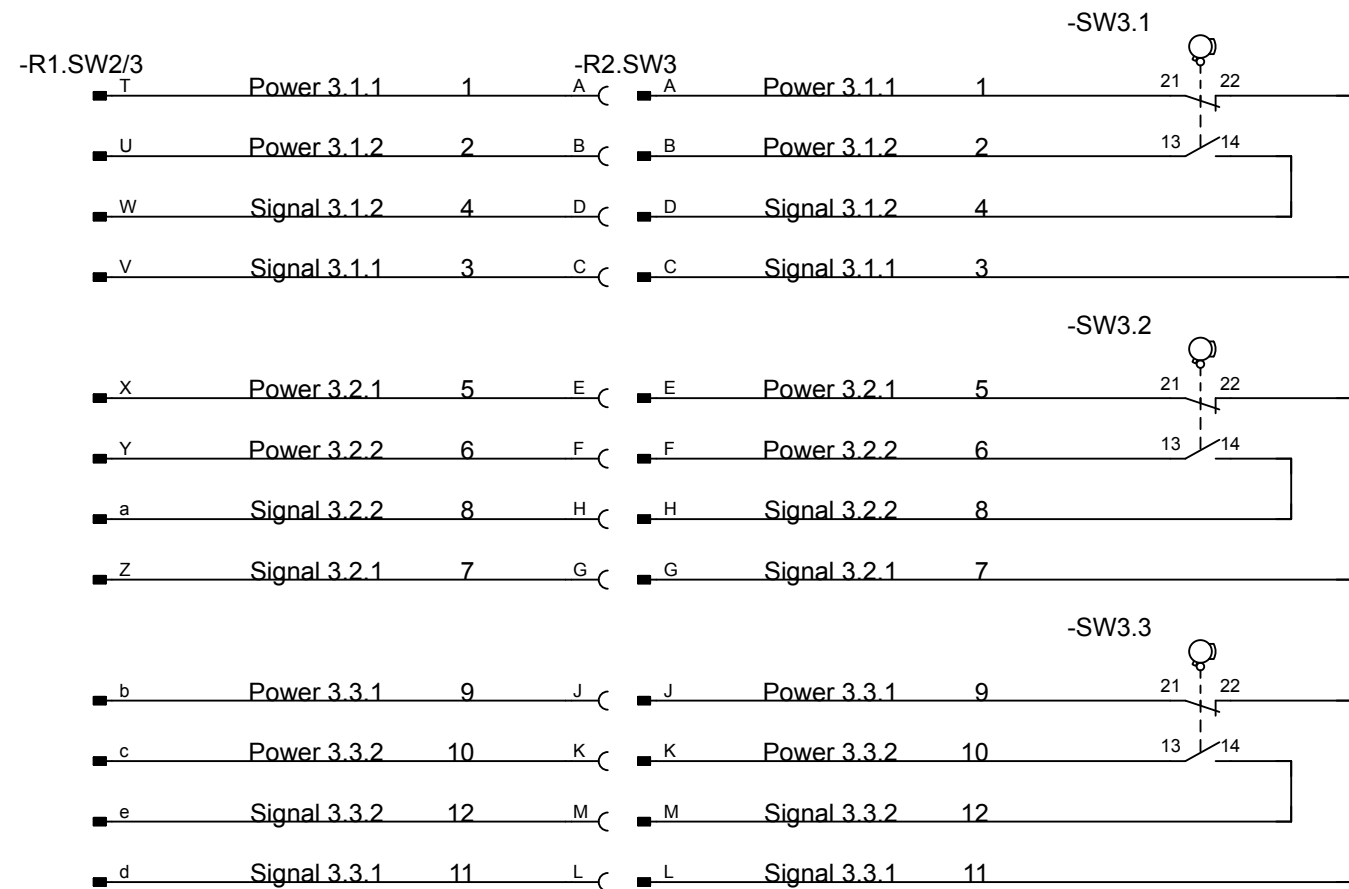 -SW3.1
-R1.SW2/3 -R2.SW3
T Power 3.1.1 1 A A Power 3.1.1 1 21 22
U Power 3.1.2 2 B B Power 3.1.2 2 13 14
W Signal 3.1.2 4 D D Signal 3.1.2 4
V Signal 3.1.1 3 C C Signal 3.1.1 3
-SW3.2
X Power 3.2.1 5 E E Power 3.2.1 5 21 22
Y Power 3.2.2 6 F F Power 3.2.2 6 13 14
a Signal 3.2.2 8 H H Signal 3.2.2 8
Z Signal 3.2.1 7 G G Signal 3.2.1 7
-SW3.3
b Power 3.3.1 9 J J Power 3.3.1 9 21 22
c Power 3.3.2 10 K K Power 3.3.2 10 13 14
e Signal 3.3.2 12 M M Signal 3.3.2 12
d Signal 3.3.1 11 L L Signal 3.3.1 11